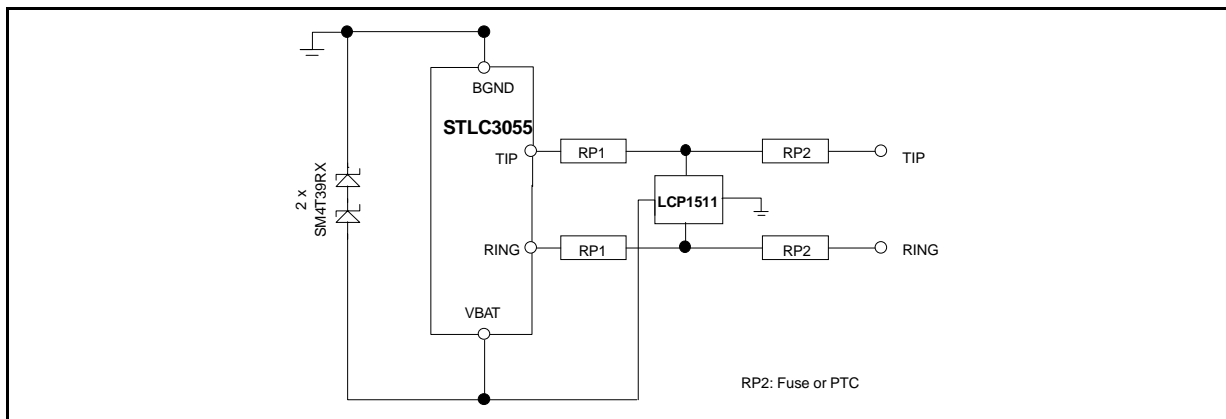 BGND
STLC3055
TIP
RP1
RP2
TIP
2 x
SM4T39RX
LCP1511
RING
RP1
RP2
RING
VBAT
RP2: Fuse or PTC